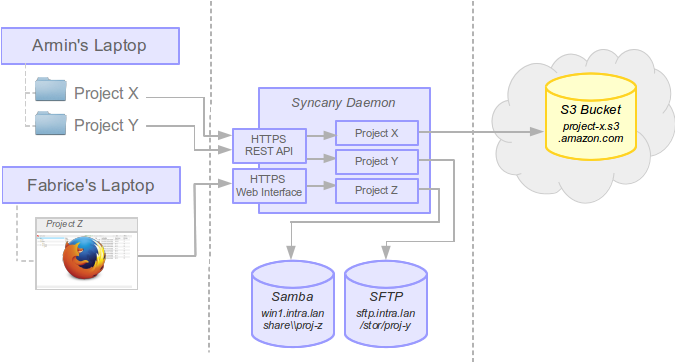 Armin's Laptop
Project X
Project Y
Fabrice's Laptop
Project Z
Syncany Daemon
HTTPS
REST API
HTTPS
Web Interface
Project X
Project Y
Project Z
Samba
win1.intra.lan
share\\proj-z
SFTP
sftp.intra.lan
/stor/proj-y
S3 Bucket
project-x.s3
.amazon.com